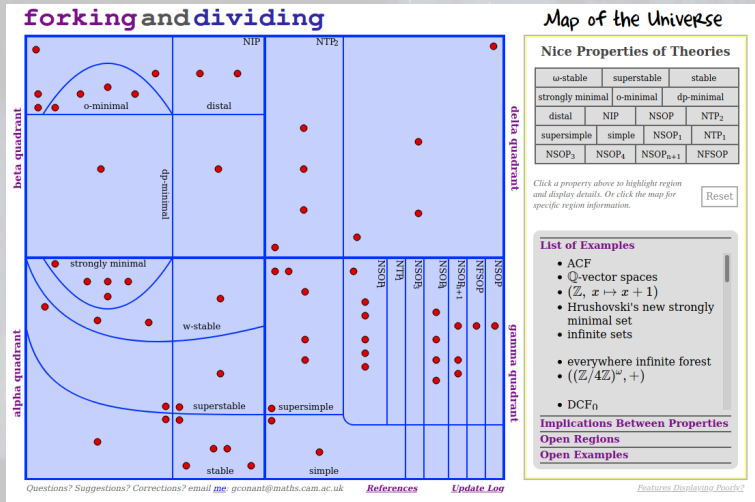 forking and dividing
Map of the Universe
NIP
NTP₂
o-minimal
distal
beta quadrant
delta quadrant
dp-minimal
strongly minimal
w-stable
superstable
supersimple
stable
simple
NSOP₁
NTP₁
NSOP₃
NSOP₄
NSOPₙ₊₁
NFSOP
NSOP
alpha quadrant
gamma quadrant
Questions? Suggestions? Corrections? email me: gconant@maths.cam.ac.uk
References
Update Log
Nice Properties of Theories
ω-stable superstable stable
strongly minimal o-minimal dp-minimal
distal NIP NSOP NTP₂
supersimple simple NSOP₁ NTP₁
NSOP₃ NSOP₄ NSOPₙ₊₁ NFSOP
Click a property above to highlight region
and display details. Or click the map for
specific region information.
Reset
List of Examples
ACF
ℚ-vector spaces
(ℤ, x ↦ x + 1)
Hrushovski's new strongly
minimal set
infinite sets
everywhere infinite forest
((ℤ/4ℤ)^ω, +)
DCF₀
Implications Between Properties
Open Regions
Open Examples
Features Displaying Poorly?